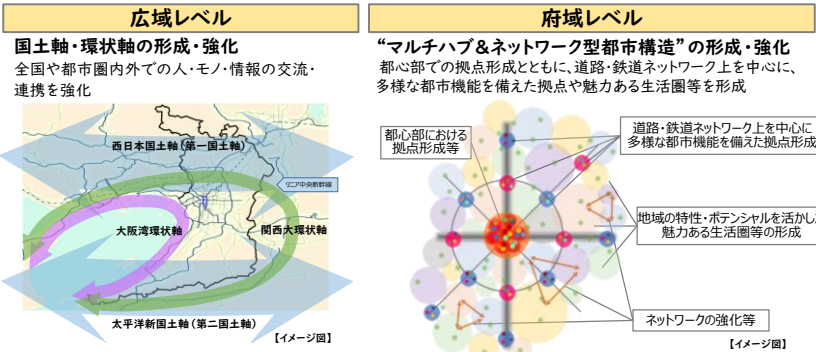 広域レベル
国土軸・環状軸の形成・強化
全国や都市圏内外での人・モノ・情報の交流・
連携を強化
西日本国土軸（第一国土軸）
リニア中央新幹線
大阪湾環状軸
関西大環状軸
太平洋新国土軸（第二国土軸）
【イメージ図】
府域レベル
“マルチハブ＆ネットワーク型都市構造”の形成・強化
都心部での拠点形成とともに、道路・鉄道ネットワーク上を中心に、
多様な都市機能を備えた拠点や魅力ある生活圏等を形成
都心部における
拠点形成等
道路・鉄道ネットワーク上を中心に
多様な都市機能を備えた拠点形成
地域の特性・ポテンシャルを活かした
魅力ある生活圏等の形成
ネットワークの強化等
【イメージ図】